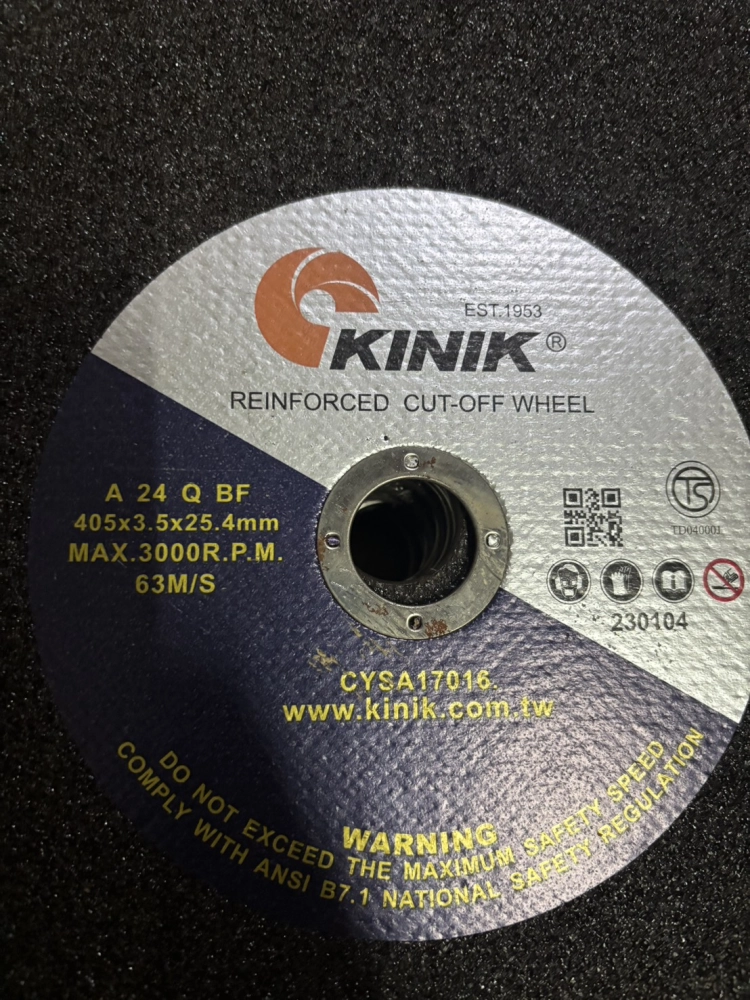 EST.1953
KINIK®
REINFORCED CUT-OFF WHEEL
A 24 Q BF
405x3.5x25.4mm
MAX.3000R.P.M.
63M/S
TS
TD040001
230104
CYSA17016.
www.kinik.com.tw
WARNING
DO NOT EXCEED THE MAXIMUM SAFETY SPEED
COMPLY WITH ANSI B7.1 NATIONAL SAFETY REGULATION